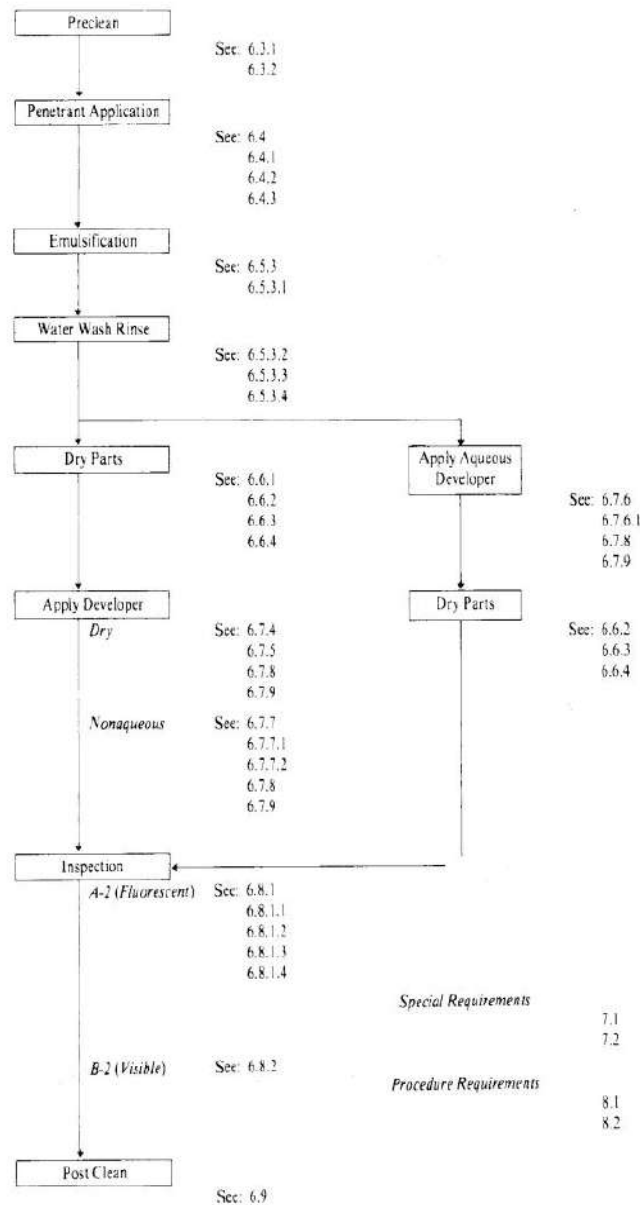 Preclean
See: 6.3.1
6.3.2
Penetrant Application
See: 6.4
6.4.1
6.4.2
6.4.3
Emulsification
See: 6.5.3
6.5.3.1
Water Wash Rinse
See: 6.5.3.2
6.5.3.3
6.5.3.4
Dry Parts
See: 6.6.1
6.6.2
6.6.3
6.6.4
Apply Aqueous
Developer
See: 6.7.6
6.7.6.1
6.7.8
6.7.9
Apply Developer
Dry
See: 6.7.4
6.7.5
6.7.8
6.7.9
Nonaqueous
See: 6.7.7
6.7.7.1
6.7.7.2
6.7.8
6.7.9
Dry Parts
See: 6.6.2
6.6.3
6.6.4
Inspection
A-2 (Fluorescent)
See: 6.8.1
6.8.1.1
6.8.1.2
6.8.1.3
6.8.1.4
Special Requirements
7.1
7.2
B-2 (Visible)
See: 6.8.2
Procedure Requirements
8.1
8.2
Post Clean
See: 6.9